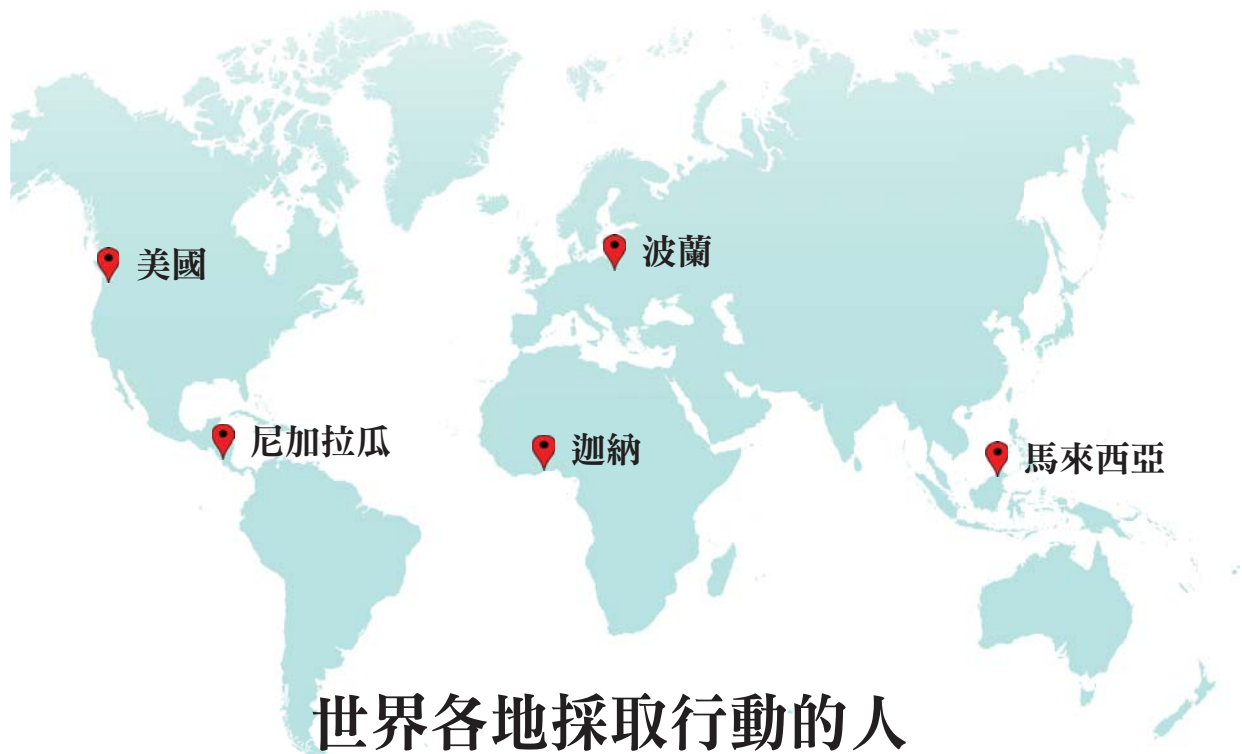 美國
波蘭
尼加拉瓜
迦納
馬來西亞
世界各地採取行動的人